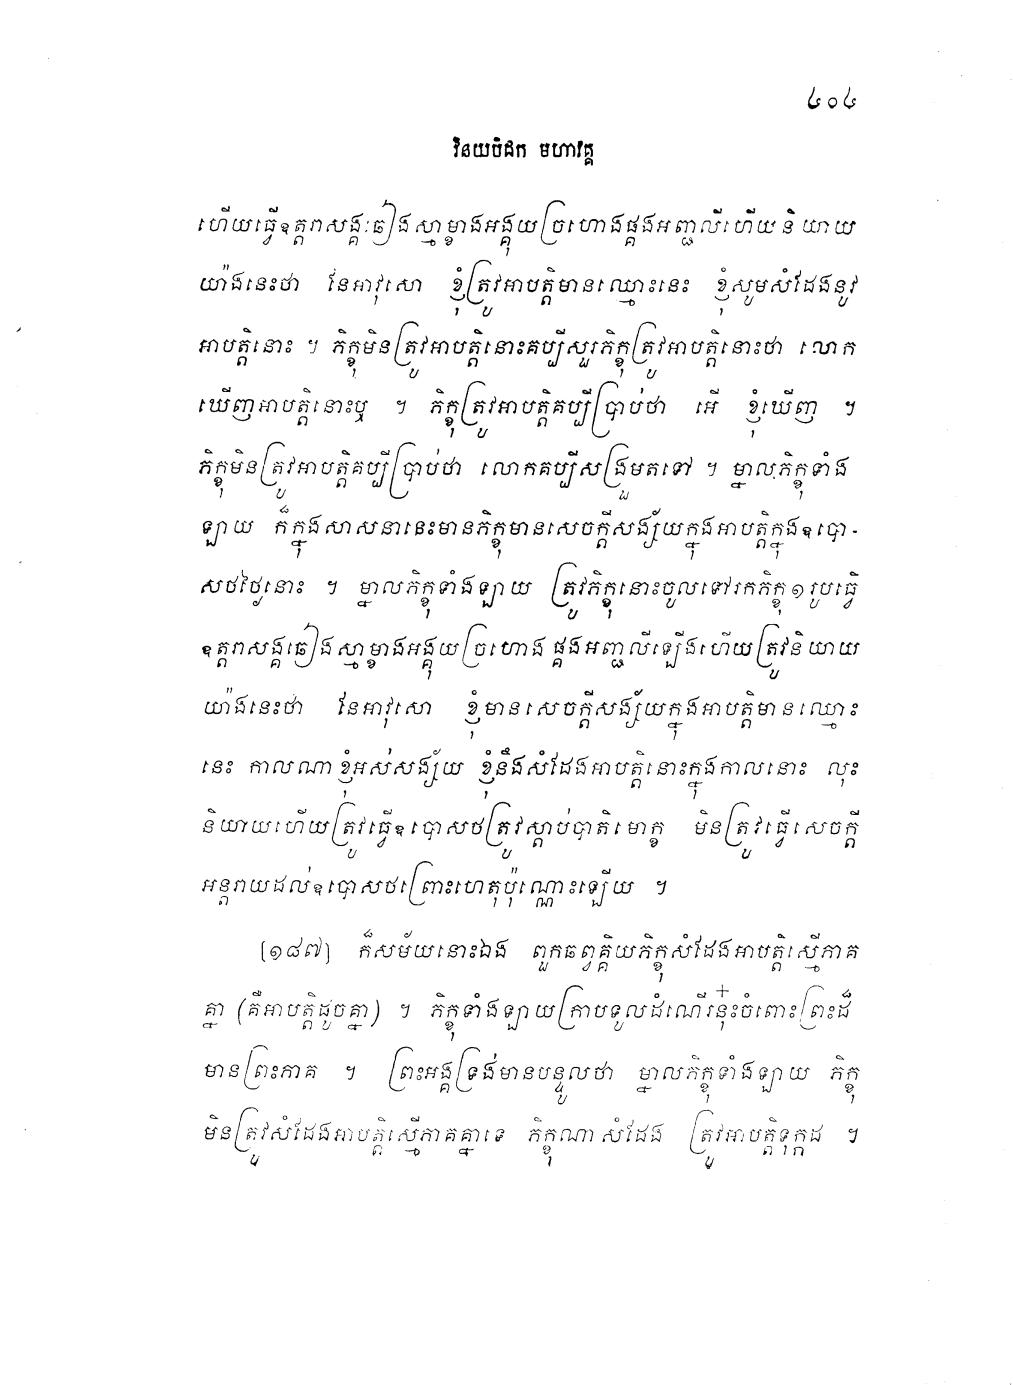 ៤០៤
វិនយបិដក មហាវគ្គ
ហើយធ្វើឧត្តរាសង្គៈឆៀងស្មាម្ខាងអង្គុយច្រហោងផ្គងអញ្ជលីហើយនិយាយ
យ៉ាងនេះថា នែអាវុសោ ខ្ញុំត្រូវអាបត្តិមានឈ្មោះនេះ ខ្ញុំសូមសំដែងនូវ
អាបត្តិនោះ ។ ភិក្ខុមិនត្រូវអាបត្តិនោះគប្បីសួរភិក្ខុត្រូវអាបត្តិនោះថា លោក
ឃើញអាបត្តិនោះឬ ។ ភិក្ខុត្រូវអាបត្តិគប្បីប្រាប់ថា អើ ខ្ញុំឃើញ ។
ភិក្ខុមិនត្រូវអាបត្តិគប្បីប្រាប់ថា លោកគប្បីសង្រួមតទៅ ។ ម្នាលភិក្ខុទាំង
ឡាយ ក៏ក្នុងសាសនានេះមានភិក្ខុមានសេចក្តីសង្ស័យក្នុងអាបត្តិក្នុងឧបោ-
សថថ្ងៃនោះ ។ ម្នាលភិក្ខុទាំងឡាយ ត្រូវភិក្ខុនោះចូលទៅរកភិក្ខុ១រូបធ្វើ
ឧត្តរាសង្គឆៀងស្មាម្ខាងអង្គុយច្រហោងផ្គងអញ្ជលីឡើងហើយត្រូវនិយាយ
យ៉ាងនេះថា នែអាវុសោ ខ្ញុំមានសេចក្តីសង្ស័យក្នុងអាបត្តិមានឈ្មោះ
នេះ កាលណាខ្ញុំអស់សង្ស័យ ខ្ញុំនឹងសំដែងអាបត្តិនោះក្នុងកាលនោះ លុះ
និយាយហើយត្រូវធ្វើឧបោសថត្រូវស្តាប់បាតិមោក្ខ មិនត្រូវធ្វើសេចក្តី
អន្តរាយដល់ឧបោសថព្រោះហេតុប៉ុណ្ណោះឡើយ ។
[១៨៧] ក៏សម័យនោះឯង ពួកឆព្វគ្គិយភិក្ខុសំដែងអាបត្តិស្មើភាគ
គ្នា (គឺអាបត្តិដូចគ្នា) ។ ភិក្ខុទាំងឡាយក្រាបទូលដំណើរនុ៎ះចំពោះព្រះដ៏
មានព្រះភាគ ។ ព្រះអង្គទ្រង់មានបន្ទូលថា ម្នាលភិក្ខុទាំងឡាយ ភិក្ខុ
មិនត្រូវសំដែងអាបត្តិស្មើភាគគ្នាទេ ភិក្ខុណាសំដែង ត្រូវអាបត្តិទុក្កដ ។